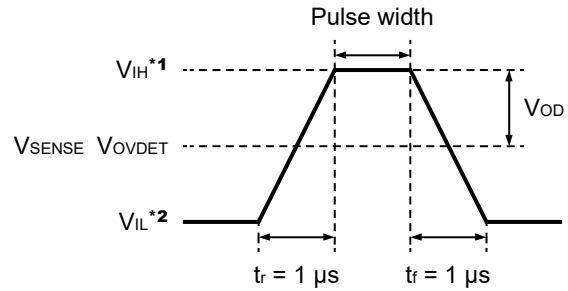 Pulse width
VIH*1
VOD
VSENSE VOVDET
VIL*2
tr = 1 μs
tf = 1 μs